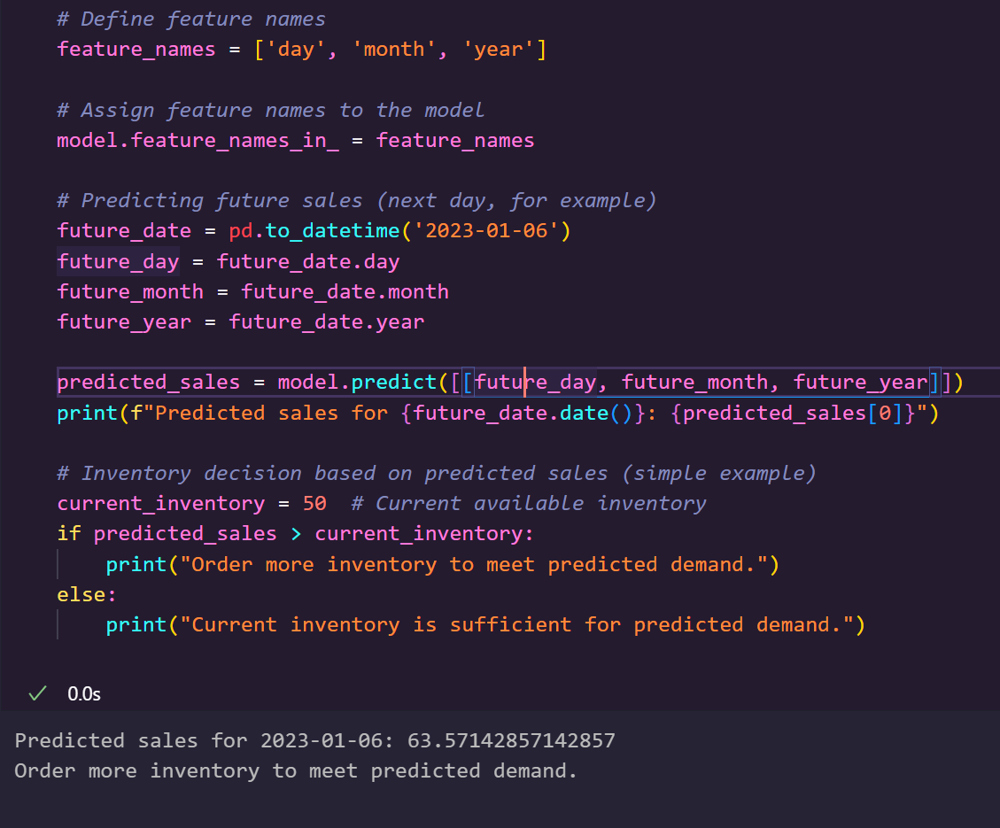 # Define feature names
feature_names = ['day', 'month', 'year']
# Assign feature names to the model
model.feature_names_in_ = feature_names
# Predicting future sales (next day, for example)
future_date = pd.to_datetime('2023-01-06')
future_day = future_date.day
future_month = future_date.month
future_year = future_date.year
predicted_sales = model.predict([[future_day, future_month, future_year]])
print(f"Predicted sales for {future_date.date()}: {predicted_sales[0]}")
# Inventory decision based on predicted sales (simple example)
current_inventory = 50  # Current available inventory
if predicted_sales > current_inventory:
    print("Order more inventory to meet predicted demand.")
else:
    print("Current inventory is sufficient for predicted demand.")
0.0s
Predicted sales for 2023-01-06: 63.57142857142857
Order more inventory to meet predicted demand.